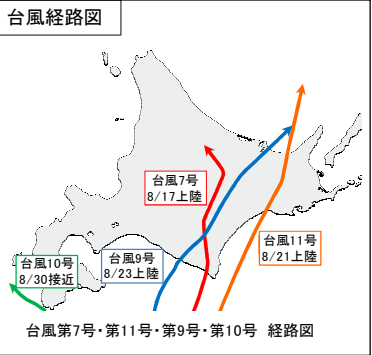 台風経路図
台風7号
8/17上陸
台風11号
8/21上陸
台風9号
8/23上陸
台風10号
8/30接近
台風第7号・第11号・第9号・第10号 経路図